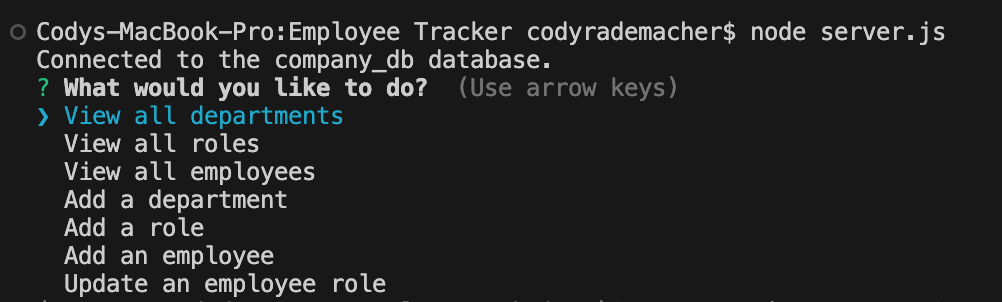 Codys-MacBook-Pro:Employee Tracker codyrademacher$ node server.js
Connected to the company_db database.
? What would you like to do? (Use arrow keys)
❯ View all departments
View all roles
View all employees
Add a department
Add a role
Add an employee
Update an employee role